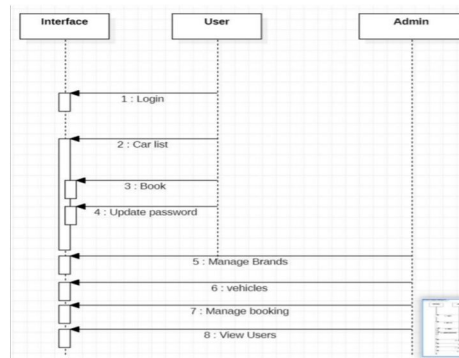 Interface User Admin
1 : Login
2 : Car list
3 : Book
4 : Update password
5 : Manage Brands
6 : vehicles
7 : Manage booking
8 : View Users